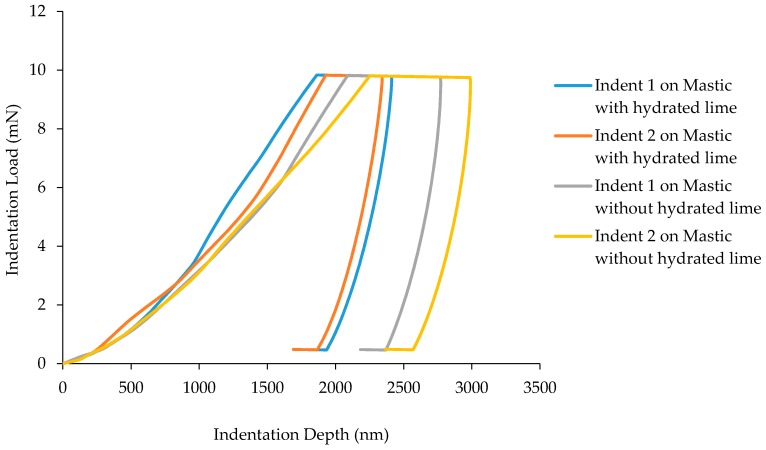 12
10
8
6
4
2
0
Indentation Load (mN)
0 500 1000 1500 2000 2500 3000 3500
Indentation Depth (nm)
Indent 1 on Mastic
with hydrated lime
Indent 2 on Mastic
with hydrated lime
Indent 1 on Mastic
without hydrated lime
Indent 2 on Mastic
without hydrated lime